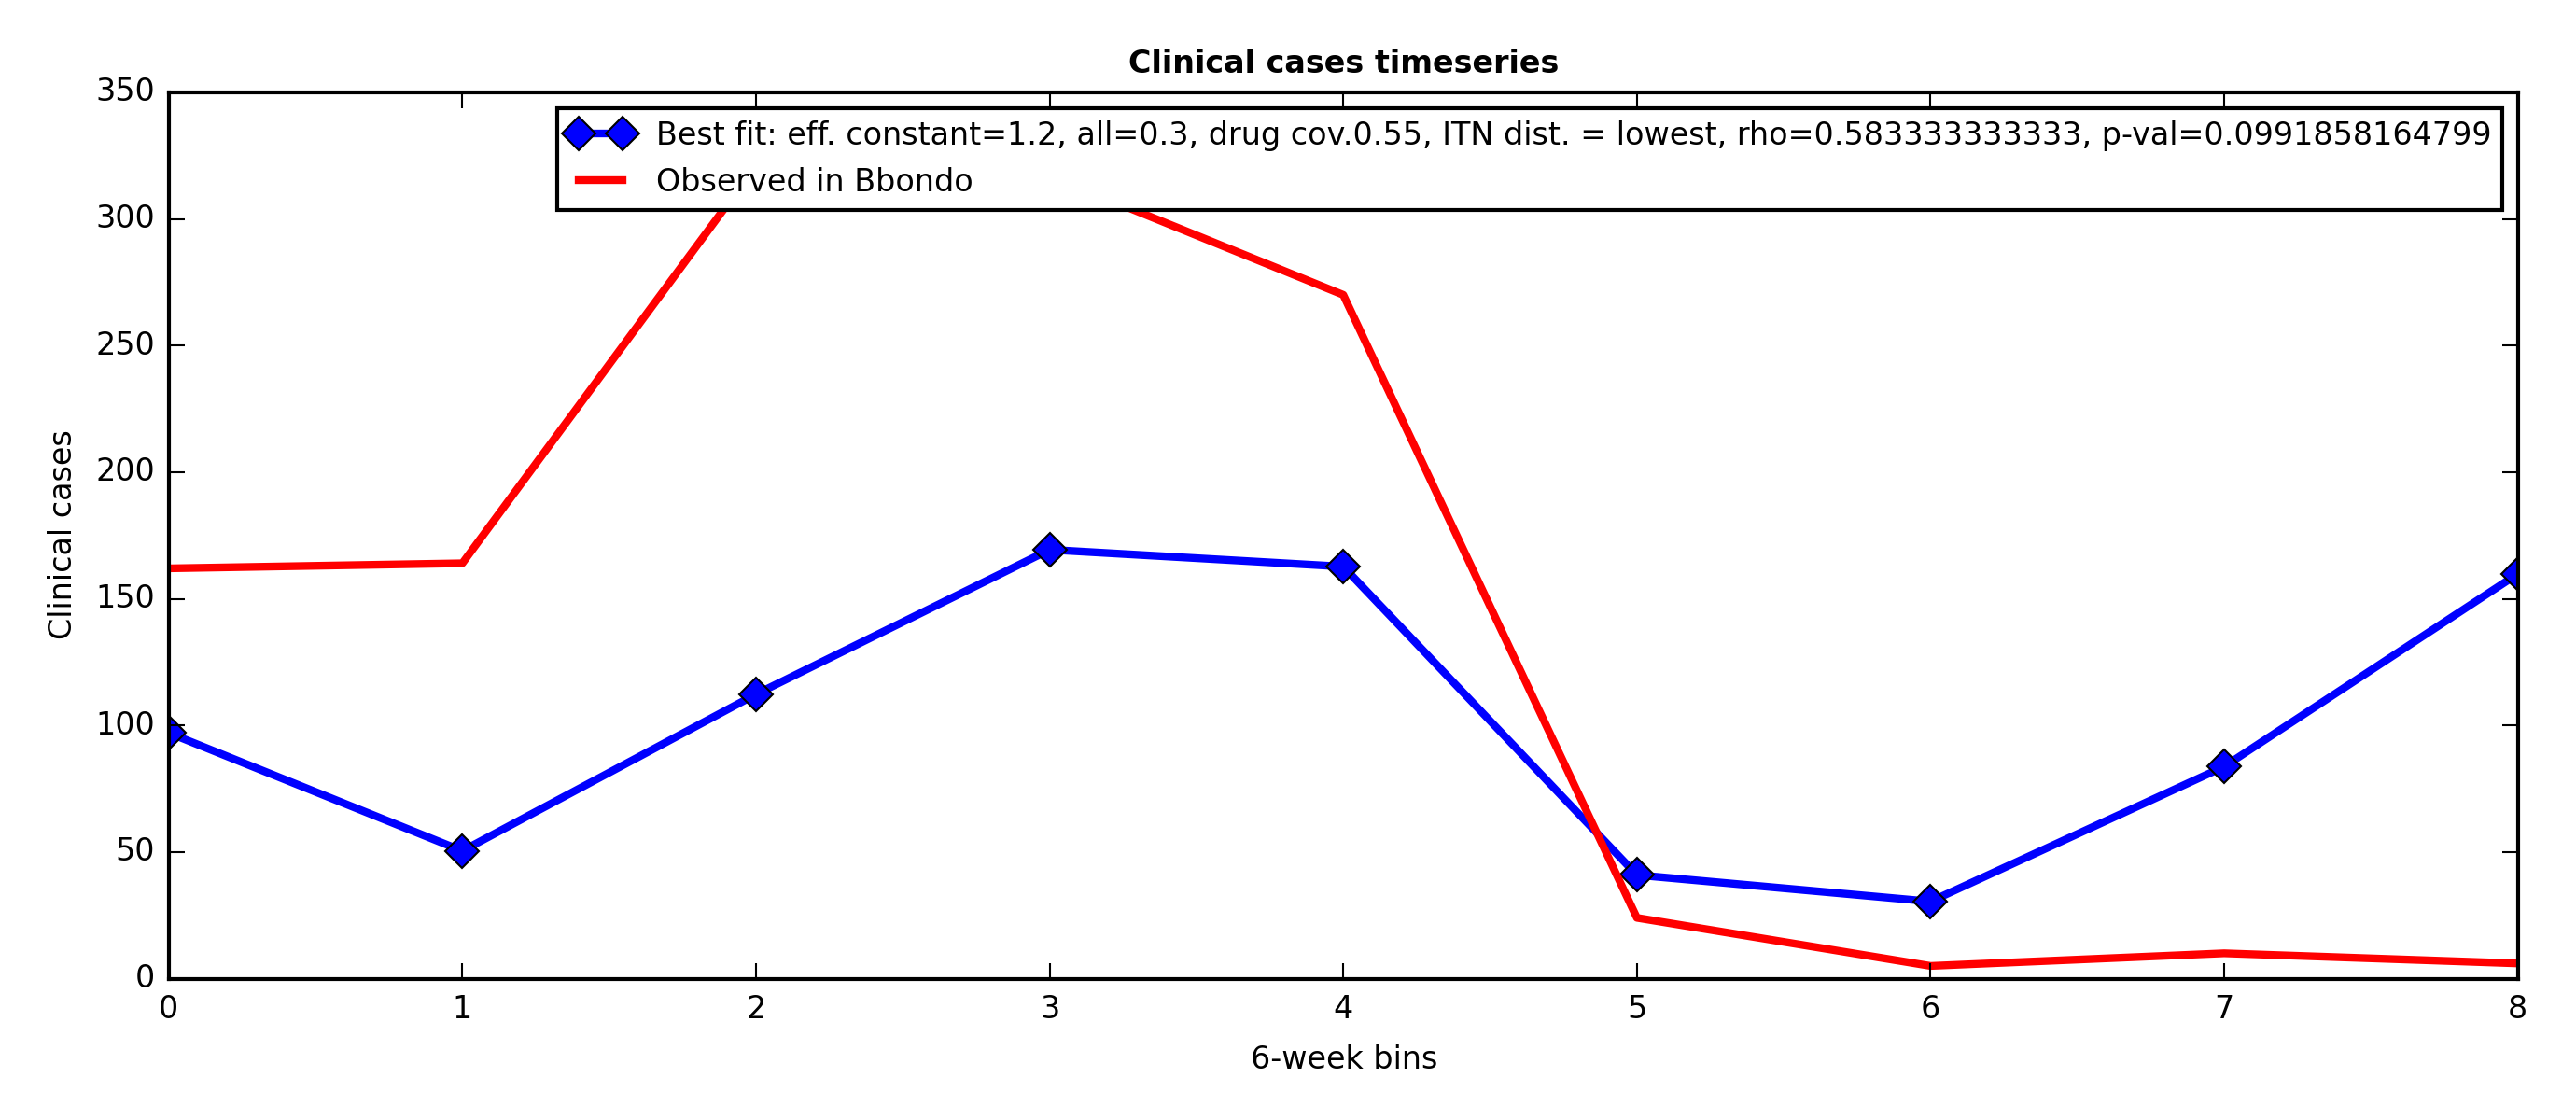 Clinical cases timeseries
350
300
250
200
150
100
50
0
Clinical cases
Best fit: eff. constant=1.2, all=0.3, drug cov.0.55, ITN dist. = lowest, rho=0.583333333333, p-val=0.0991858164799
Observed in Bbondo
0 1 2 3 4 5 6 7 8
6-week bins